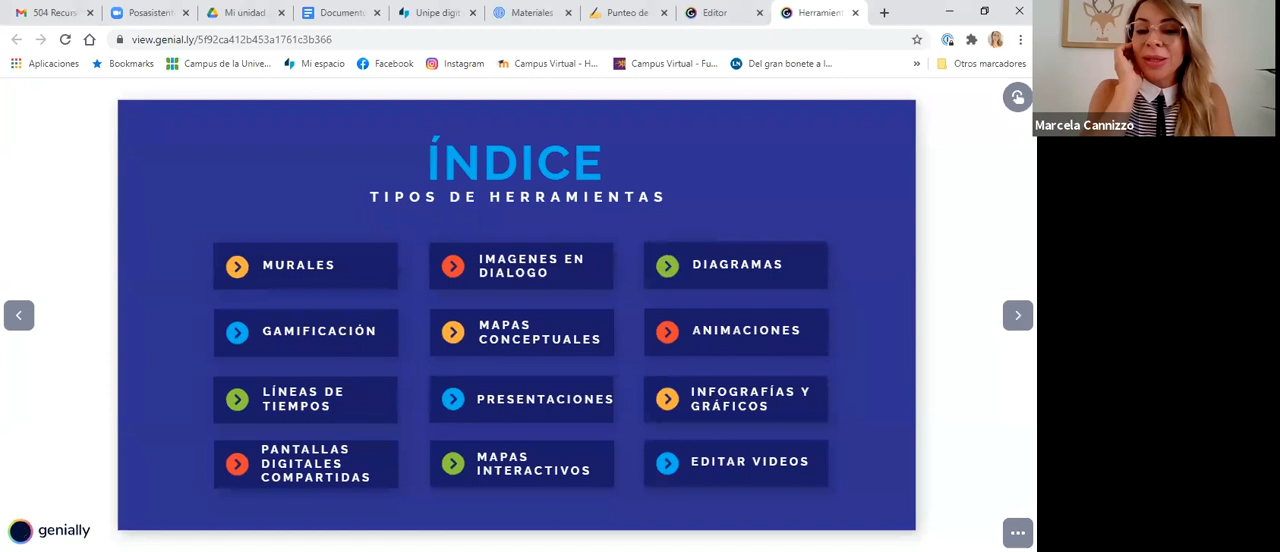 504 Recurs
Posasistent
Mi unidad
Documento
Unipe digit
Materiales
Punteo de
Editor
Herramien
view.genial.ly/5f92ca412b453a1761c3b366
Aplicaciones
Bookmarks
Campus de la Unive...
Mi espacio
Facebook
Instagram
Campus Virtual - H...
Campus Virtual - Fu...
LN
Del gran bonete a l...
»
Otros marcadores
Marcela Cannizzo
ÍNDICE
TIPOS DE HERRAMIENTAS
MURALES
IMAGENES EN
DIALOGO
DIAGRAMAS
GAMIFICACIÓN
MAPAS
CONCEPTUALES
ANIMACIONES
LÍNEAS DE
TIEMPOS
PRESENTACIONES
INFOGRAFÍAS Y
GRÁFICOS
PANTALLAS
DIGITALES
COMPARTIDAS
MAPAS
INTERACTIVOS
EDITAR VIDEOS
genially